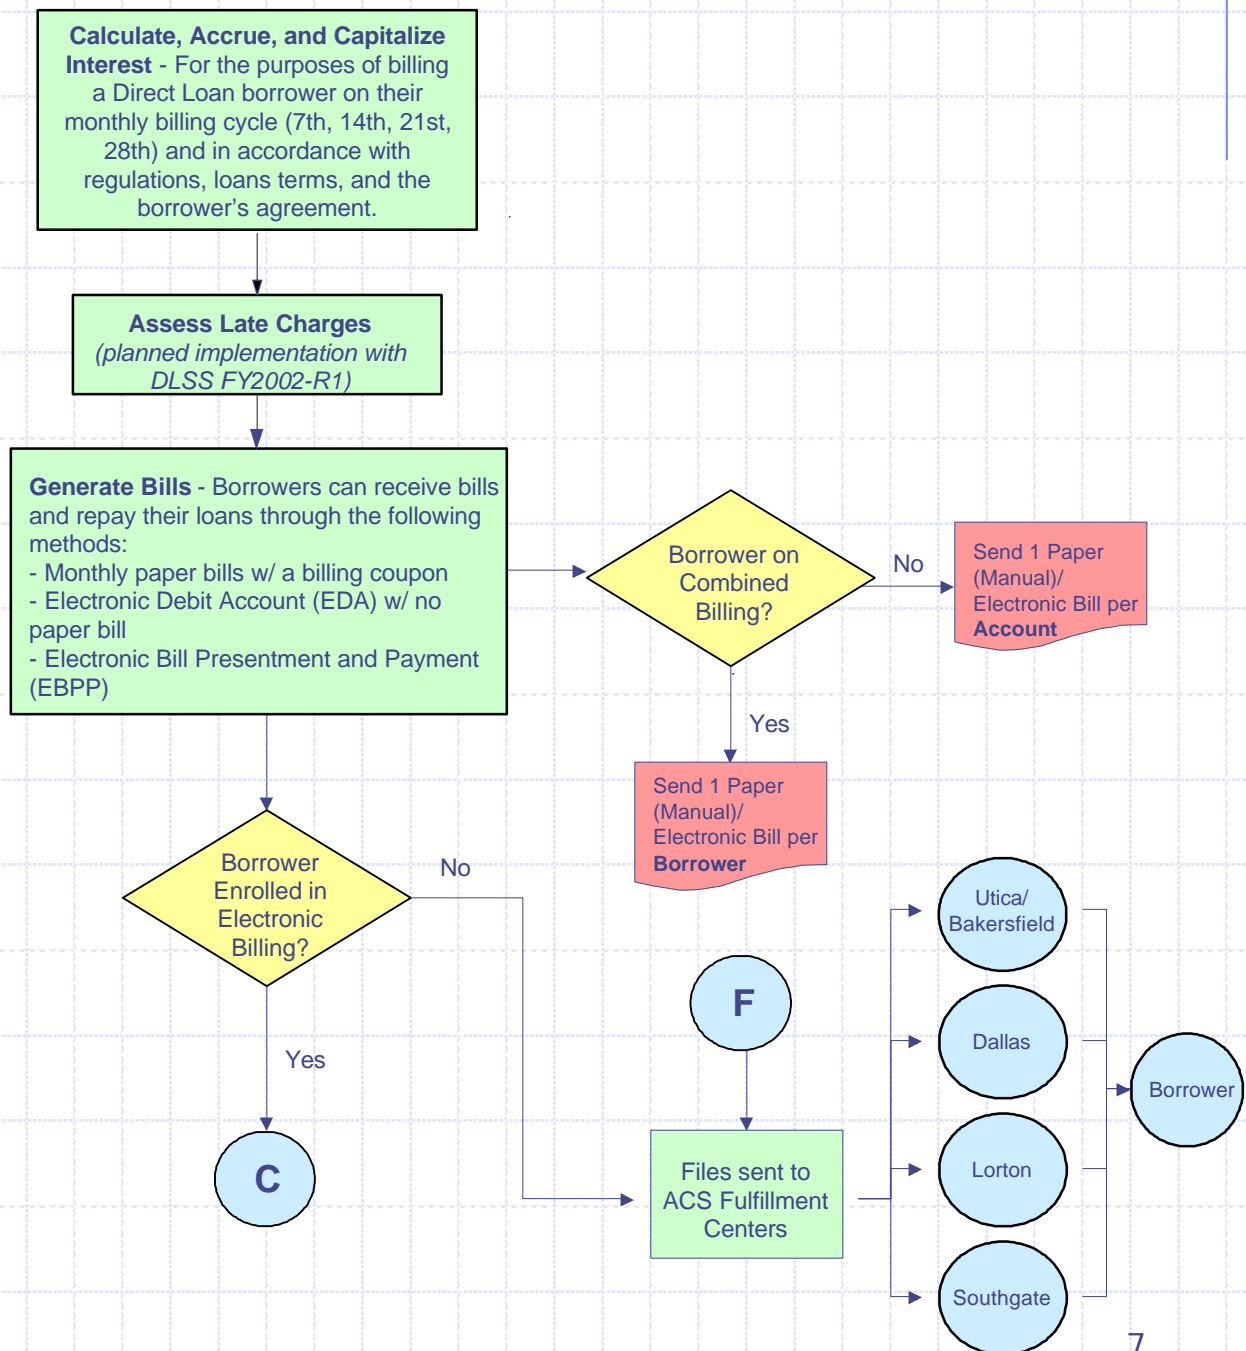 Calculate, Accrue, and Capitalize
Interest - For the purposes of billing
a Direct Loan borrower on their
monthly billing cycle (7th, 14th, 21st,
28th) and in accordance with
regulations, loans terms, and the
borrower's agreement.
Assess Late Charges
(planned implementation with
DLSS FY2002-R1)
Generate Bills - Borrowers can receive bills
and repay their loans through the following
methods:
- Monthly paper bills w/ a billing coupon
- Electronic Debit Account (EDA) w/ no
paper bill
- Electronic Bill Presentment and Payment
(EBPP)
Borrower on
Combined
Billing?
No
Send 1 Paper
(Manual)/
Electronic Bill per
Account
Yes
Send 1 Paper
(Manual)/
Electronic Bill per
Borrower
Borrower
Enrolled in
Electronic
Billing?
No
Yes
C
F
Files sent to
ACS Fulfillment
Centers
Utica/
Bakersfield
Dallas
Lorton
Southgate
Borrower
7